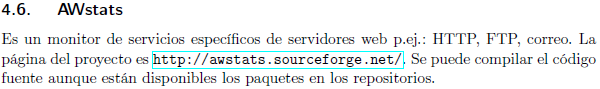 4.6. AWstats
Es un monitor de servicios específicos de servidores web p.ej.: HTTP, FTP, correo. La
página del proyecto es http://awstats.sourceforge.net/. Se puede compilar el código
fuente aunque están disponibles los paquetes en los repositorios.